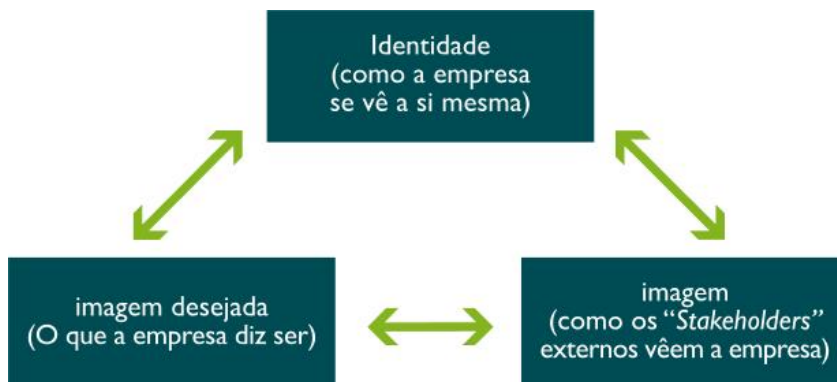 Identidade
(como a empresa
se vê a si mesma)
imagem desejada
(O que a empresa diz ser)
imagem
(como os “Stakeholders”
externos vêem a empresa)